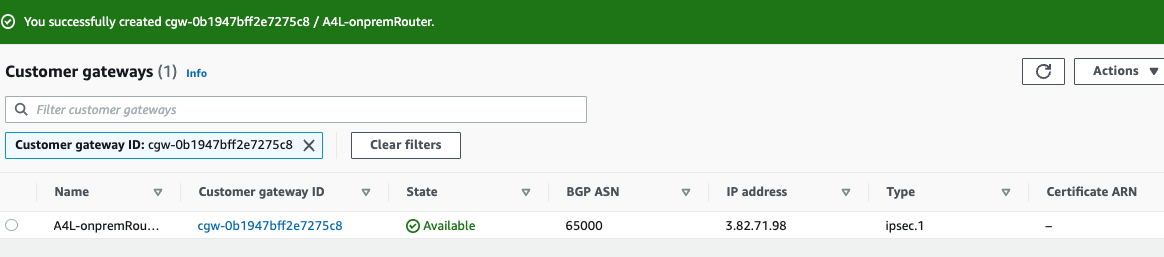 You successfully created cgw-0b1947bff2e7275c8 / A4L-onpremRouter.
Customer gateways (1) Info
Actions
Filter customer gateways
Customer gateway ID: cgw-0b1947bff2e7275c8
Clear filters
Name Customer gateway ID State BGP ASN IP address Type Certificate ARN
A4L-onpremRou... cgw-0b1947bff2e7275c8 Available 65000 3.82.71.98 ipsec.1 –